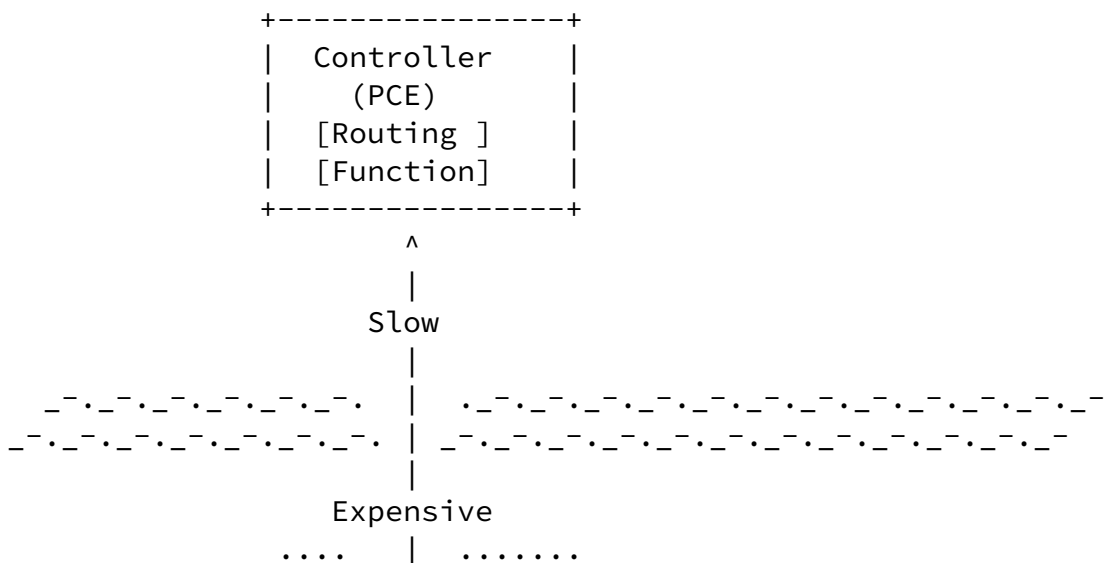 +----------------+
|  Controller    |
|    (PCE)       |
|  [Routing ]    |
|  [Function]    |
+----------------+
^
|
Slow
|
_-._-._-._-._-._-._-. | ._-._-._-._-._-._-._-._-._-._-._-._-
_-._-._-._-._-._-._-._-. | _-._-._-._-._-._-._-._-._-._-._-._-
|
Expensive
.... | .......